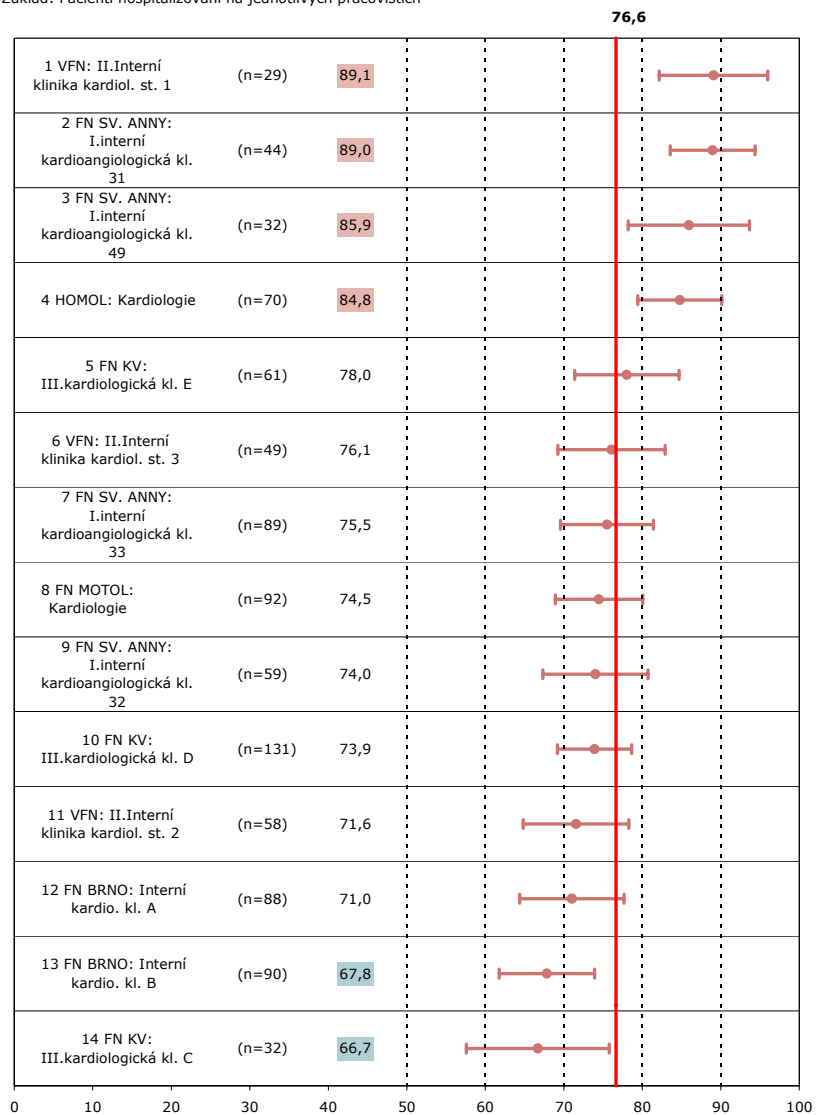 Základ: Pacienti hospitalizovaní na jednotlivých pracovištích
76,6
1 VFN: II.Interní
klinika kardiol. st. 1
(n=29)
89,1
2 FN SV. ANNY:
I.interní
kardioangiologická kl.
31
(n=44)
89,0
3 FN SV. ANNY:
I.interní
kardioangiologická kl.
49
(n=32)
85,9
4 HOMOL: Kardiologie
(n=70)
84,8
5 FN KV:
III.kardiologická kl. E
(n=61)
78,0
6 VFN: II.Interní
klinika kardiol. st. 3
(n=49)
76,1
7 FN SV. ANNY:
I.interní
kardioangiologická kl.
33
(n=89)
75,5
8 FN MOTOL:
Kardiologie
(n=92)
74,5
9 FN SV. ANNY:
I.interní
kardioangiologická kl.
32
(n=59)
74,0
10 FN KV:
III.kardiologická kl. D
(n=131)
73,9
11 VFN: II.Interní
klinika kardiol. st. 2
(n=58)
71,6
12 FN BRNO: Interní
kardio. kl. A
(n=88)
71,0
13 FN BRNO: Interní
kardio. kl. B
(n=90)
67,8
14 FN KV:
III.kardiologická kl. C
(n=32)
66,7
0 10 20 30 40 50 60 70 80 90 100